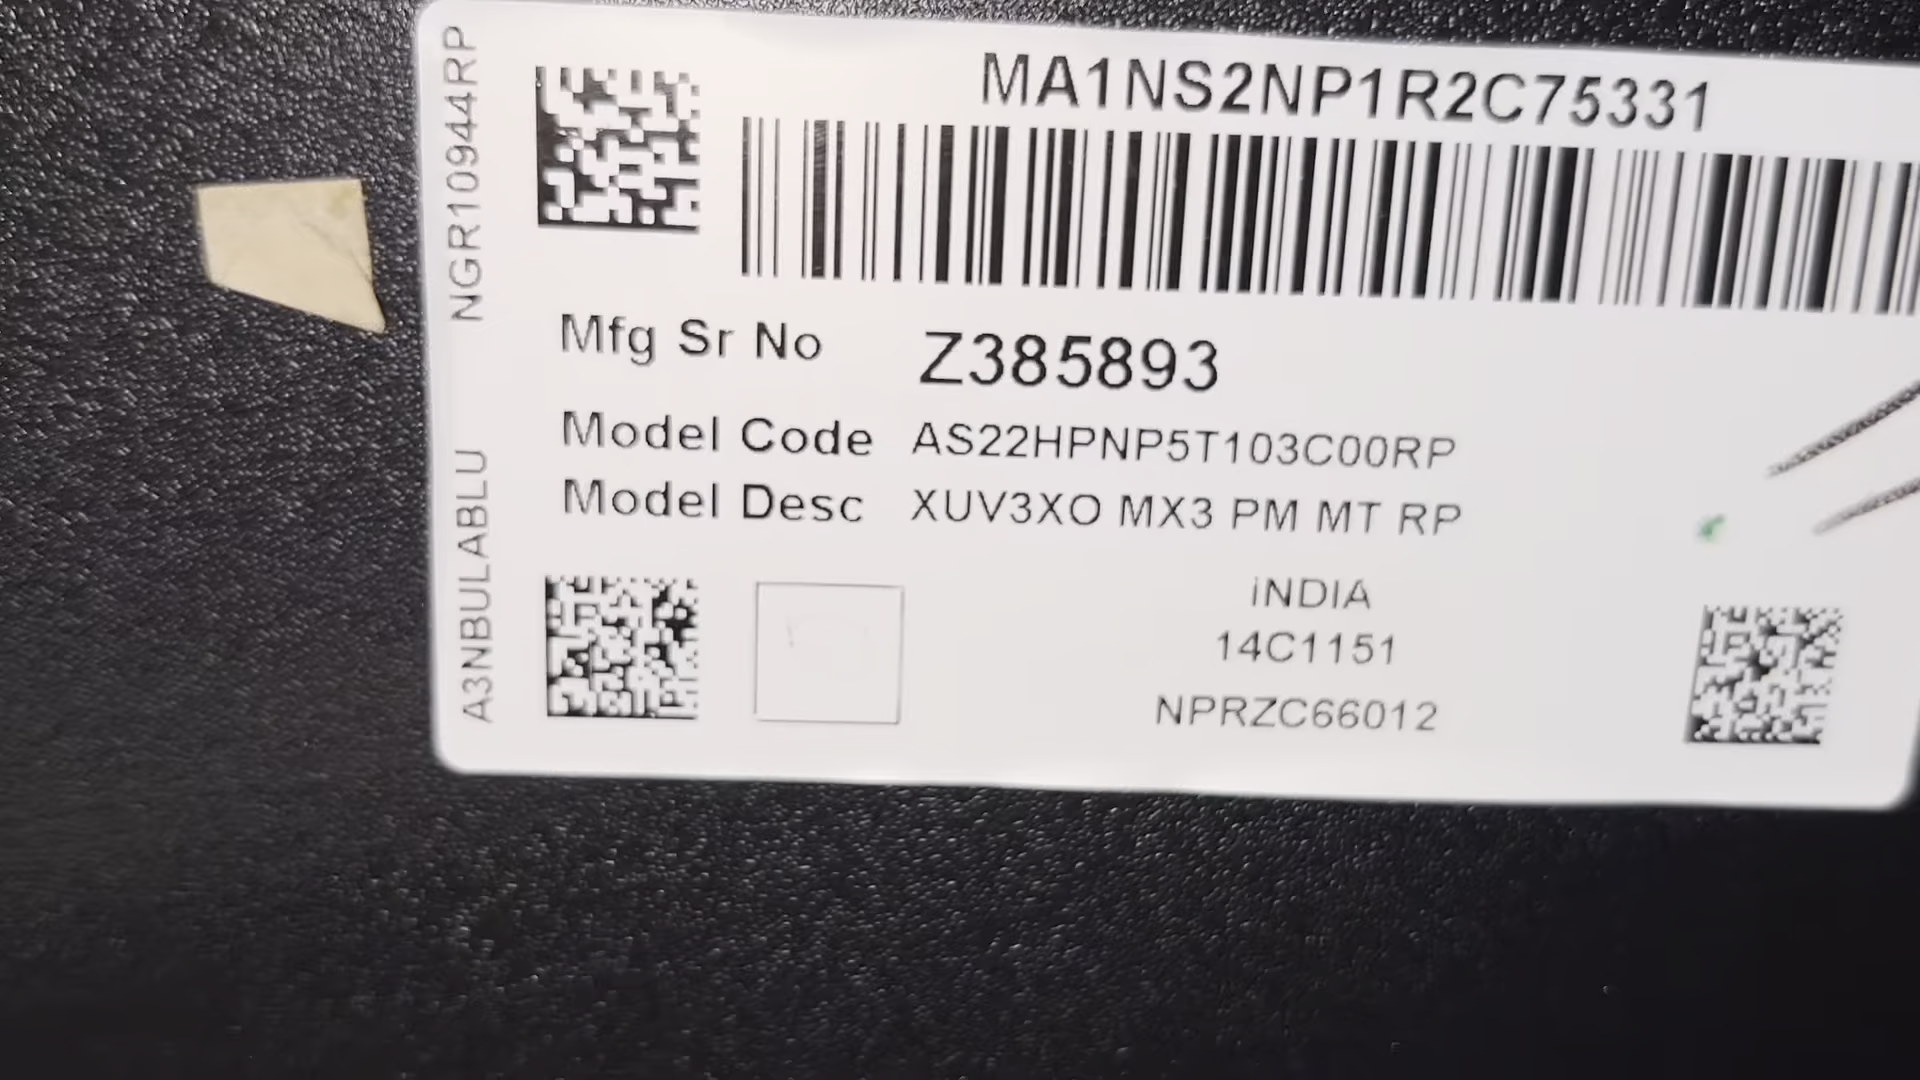 MA1NS2NP1R2C75331
NGR10944RP
Mfg Sr No Z385893
Model Code AS22HPNP5T103C00RP
Model Desc XUV3XO MX3 PM MT RP
A3NBULABLU
iNDIA
14C1151
NPRZC66012